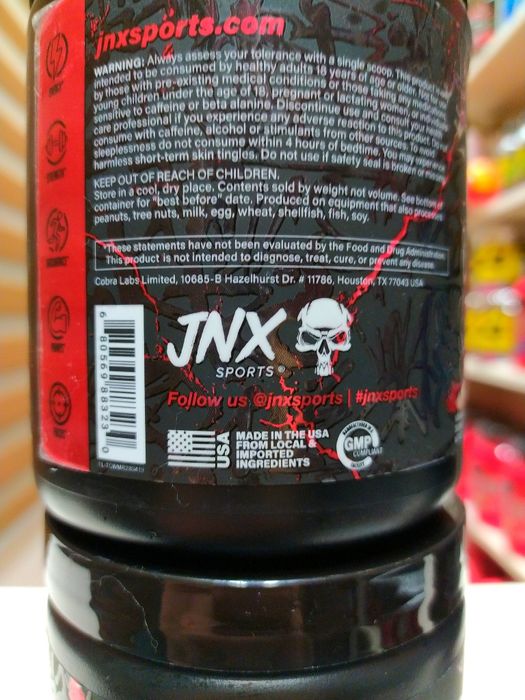 jnxsports.com
WARNING: Always assess your tolerance with a single scoop. This product
intended to be consumed by healthy adults 18 years of age or older.
by those with pre-existing medical conditions or those taking any
young children under the age of 18, pregnant or lactating women, or
sensitive to caffeine or beta alanine. Discontinue use and consult your
care professional if you experience any adverse reaction to this product. Do
consume with caffeine, alcohol or stimulants from other sources. To
sleeplessness do not consume within 4 hours of bedtime. You may
harmless short-term skin tingles. Do not use if safety seal is broken or
KEEP OUT OF REACH OF CHILDREN.
Store in a cool, dry place. Contents sold by weight not volume. See bottom
container for "best before" date. Produced on equipment that also processes
peanuts, tree nuts, milk, egg, wheat, shellfish, fish, soy.
*These statements have not been evaluated by the Food and Drug Administration.
This product is not intended to diagnose, treat, cure, or prevent any disease.
Cobra Labs Limited, 10685-B Hazelhurst Dr. # 11786, Houston, TX 77043 USA
JNX
SPORTS®
Follow us @jnxsports | #jnxsports
6 80569 88323 0
USA
MADE IN THE USA
FROM LOCAL &
IMPORTED
INGREDIENTS
GMP
COMPLIANT